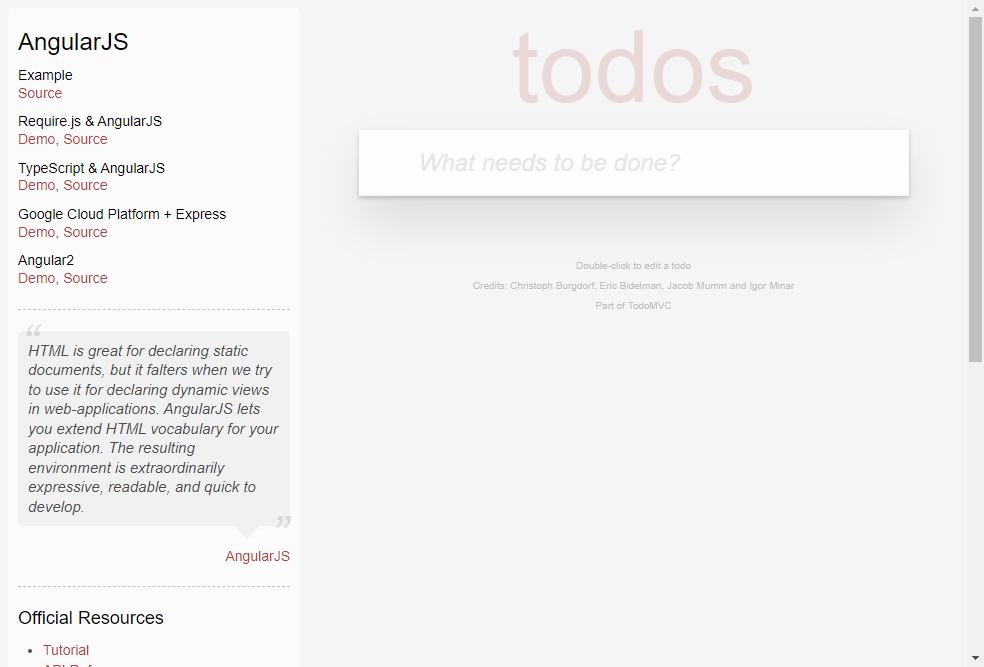 AngularJS
Example
Source
Require.js & AngularJS
Demo, Source
TypeScript & AngularJS
Demo, Source
Google Cloud Platform + Express
Demo, Source
Angular2
Demo, Source
“
HTML is great for declaring static
documents, but it falters when we try
to use it for declaring dynamic views
in web-applications. AngularJS lets
you extend HTML vocabulary for your
application. The resulting
environment is extraordinarily
expressive, readable, and quick to
develop.
”
AngularJS
Official Resources
• Tutorial
todos
What needs to be done?
Double-click to edit a todo
Credits: Christoph Burgdorf, Eric Bidelman, Jacob Mumm and Igor Minar
Part of TodoMVC